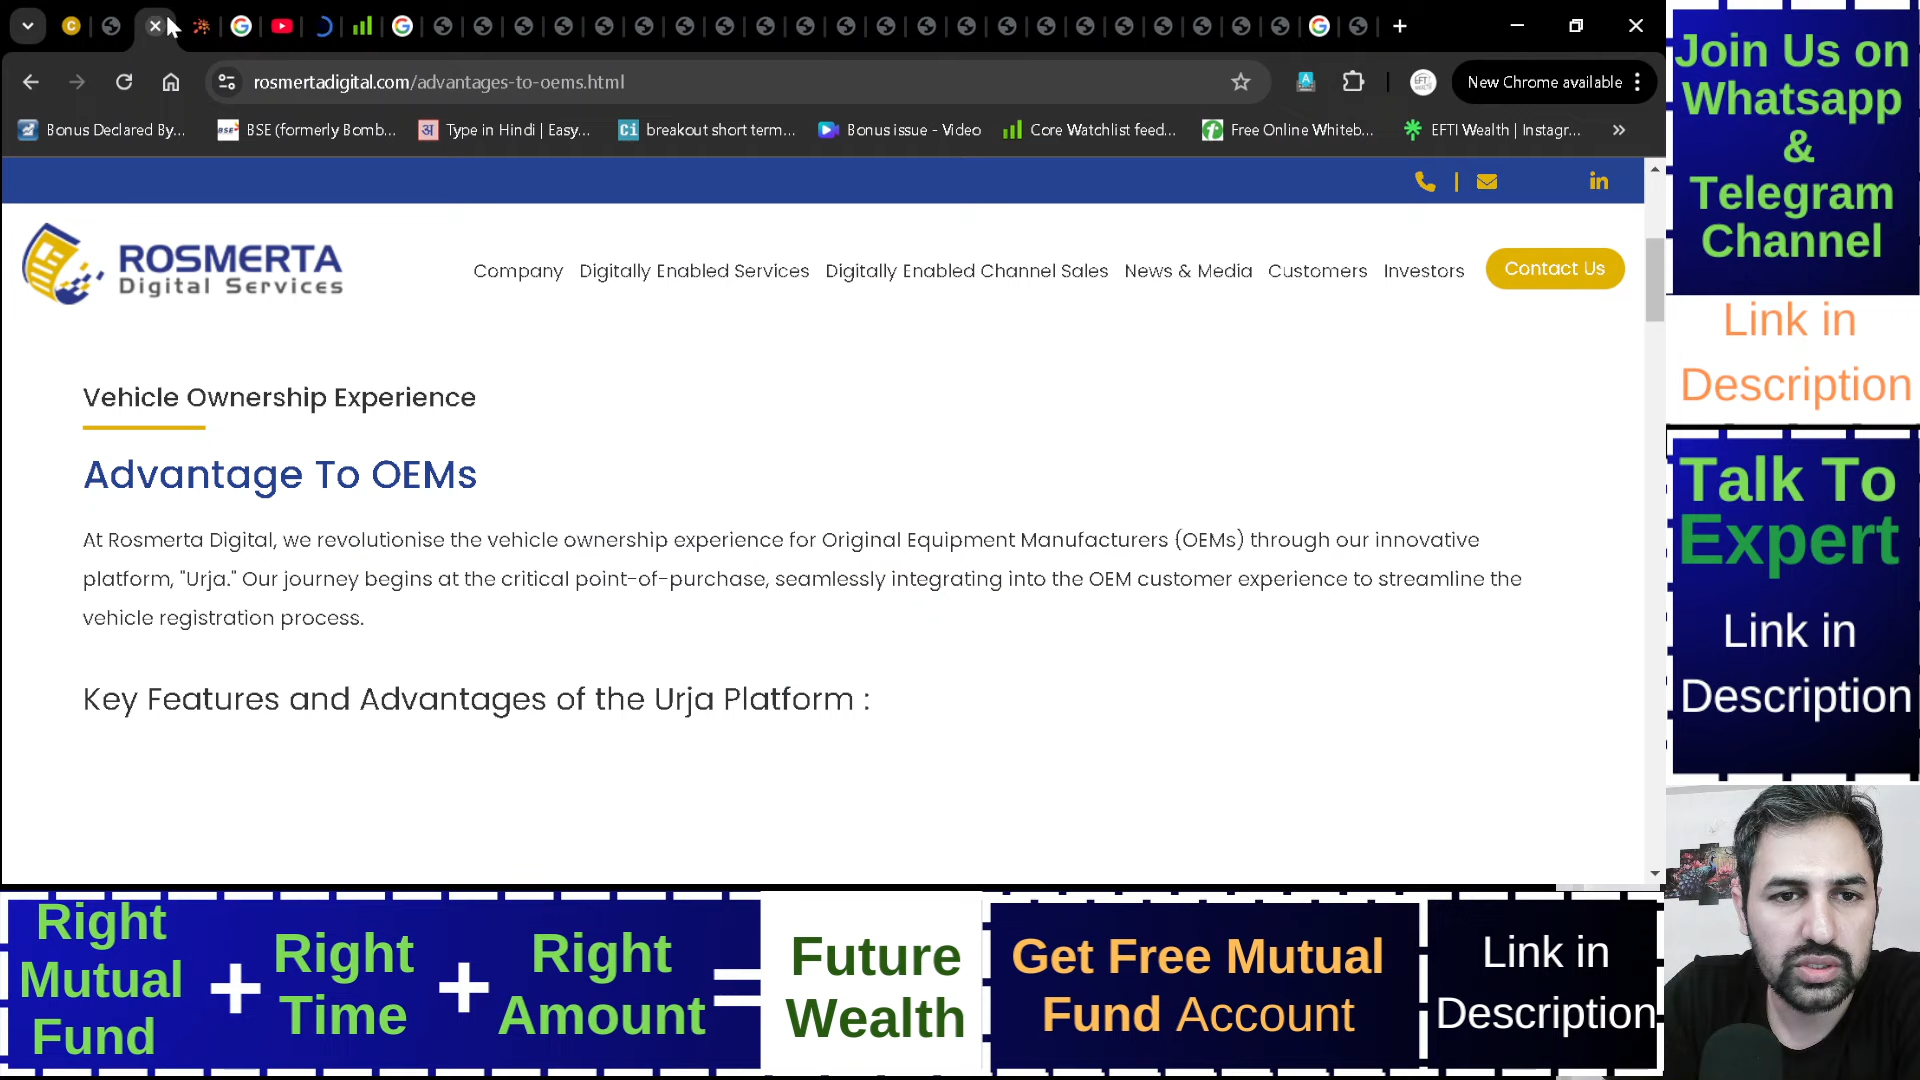 rosmertadigital.com/advantages-to-oems.html
New Chrome available
Bonus Declared By...
BSE (formerly Bomb...
Type in Hindi | Easy...
breakout short term...
Bonus issue - Video
Core Watchlist feed...
Free Online Whiteb...
EFTI Wealth | Instagr...
ROSMERTA
Digital Services
Company
Digitally Enabled Services
Digitally Enabled Channel Sales
News & Media
Customers
Investors
Contact Us
Vehicle Ownership Experience
Advantage To OEMs
At Rosmerta Digital, we revolutionise the vehicle ownership experience for Original Equipment Manufacturers (OEMs) through our innovative
platform, "Urja." Our journey begins at the critical point-of-purchase, seamlessly integrating into the OEM customer experience to streamline the
vehicle registration process.
Key Features and Advantages of the Urja Platform :
Join Us on
Whatsapp
&
Telegram
Channel
Link in
Description
Talk To
Expert
Link in
Description
Right
Mutual
Fund
+
Right
Time
+
Right
Amount
=
Future
Wealth
Get Free Mutual
Fund Account
Link in
Description